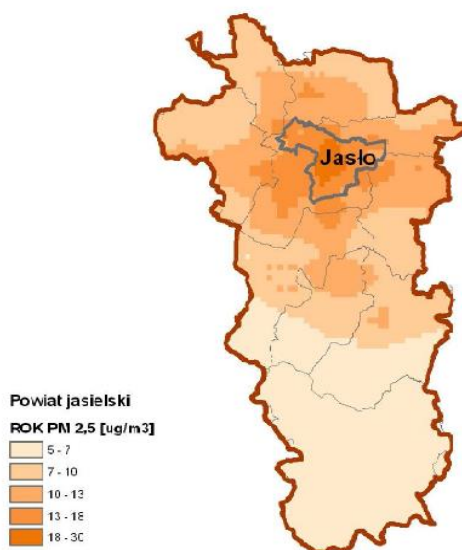 Jasło
Powiat jasielski
ROK PM 2,5 [ug/m3]
5 - 7
7 - 10
10 - 13
13 - 18
18 - 30